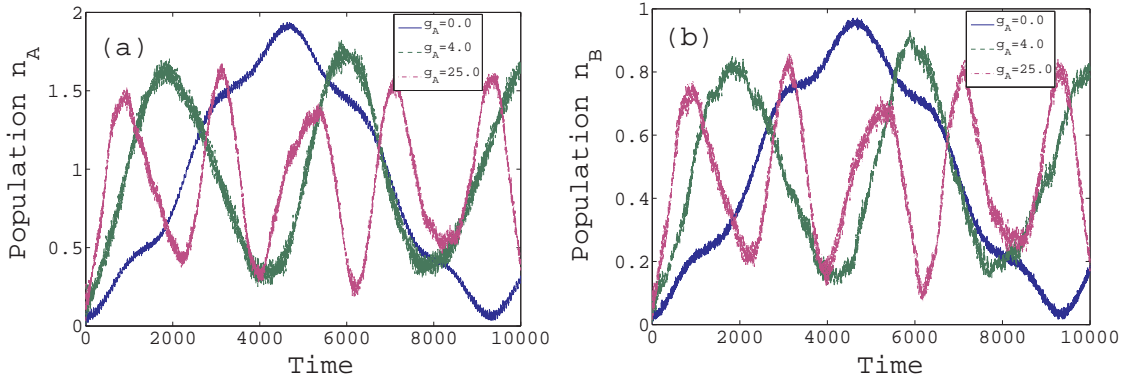 (a)
Population n_A
2
1.5
1
0.5
0
0 2000 4000 6000 8000 10000
Time
g_A=0.0
g_A=4.0
g_A=25.0
(b)
Population n_B
1
0.8
0.6
0.4
0.2
0
0 2000 4000 6000 8000 10000
Time
g_A=0.0
g_A=4.0
g_A=25.0